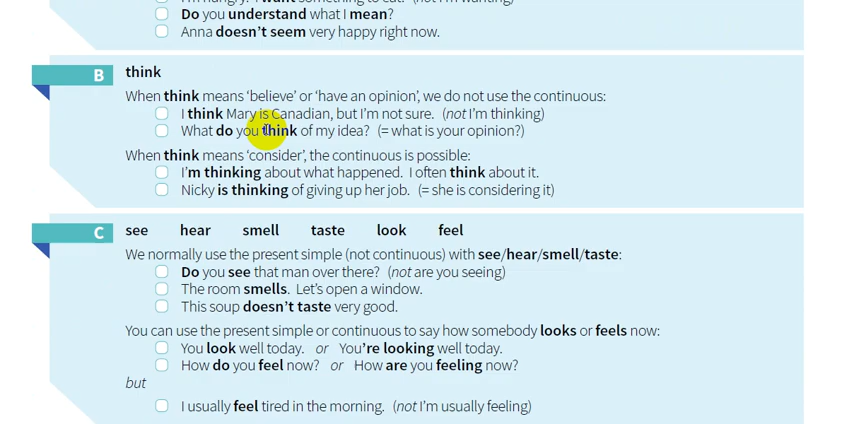 I'm hungry. I want something to eat. (not I'm wanting)
Do you understand what I mean?
Anna doesn't seem very happy right now.
B think
When think means 'believe' or 'have an opinion', we do not use the continuous:
I think Mary is Canadian, but I'm not sure. (not I'm thinking)
What do you think of my idea? (= what is your opinion?)
When think means 'consider', the continuous is possible:
I'm thinking about what happened. I often think about it.
Nicky is thinking of giving up her job. (= she is considering it)
C see hear smell taste look feel
We normally use the present simple (not continuous) with see/hear/smell/taste:
Do you see that man over there? (not are you seeing)
The room smells. Let's open a window.
This soup doesn't taste very good.
You can use the present simple or continuous to say how somebody looks or feels now:
You look well today. or You're looking well today.
How do you feel now? or How are you feeling now?
but
I usually feel tired in the morning. (not I'm usually feeling)